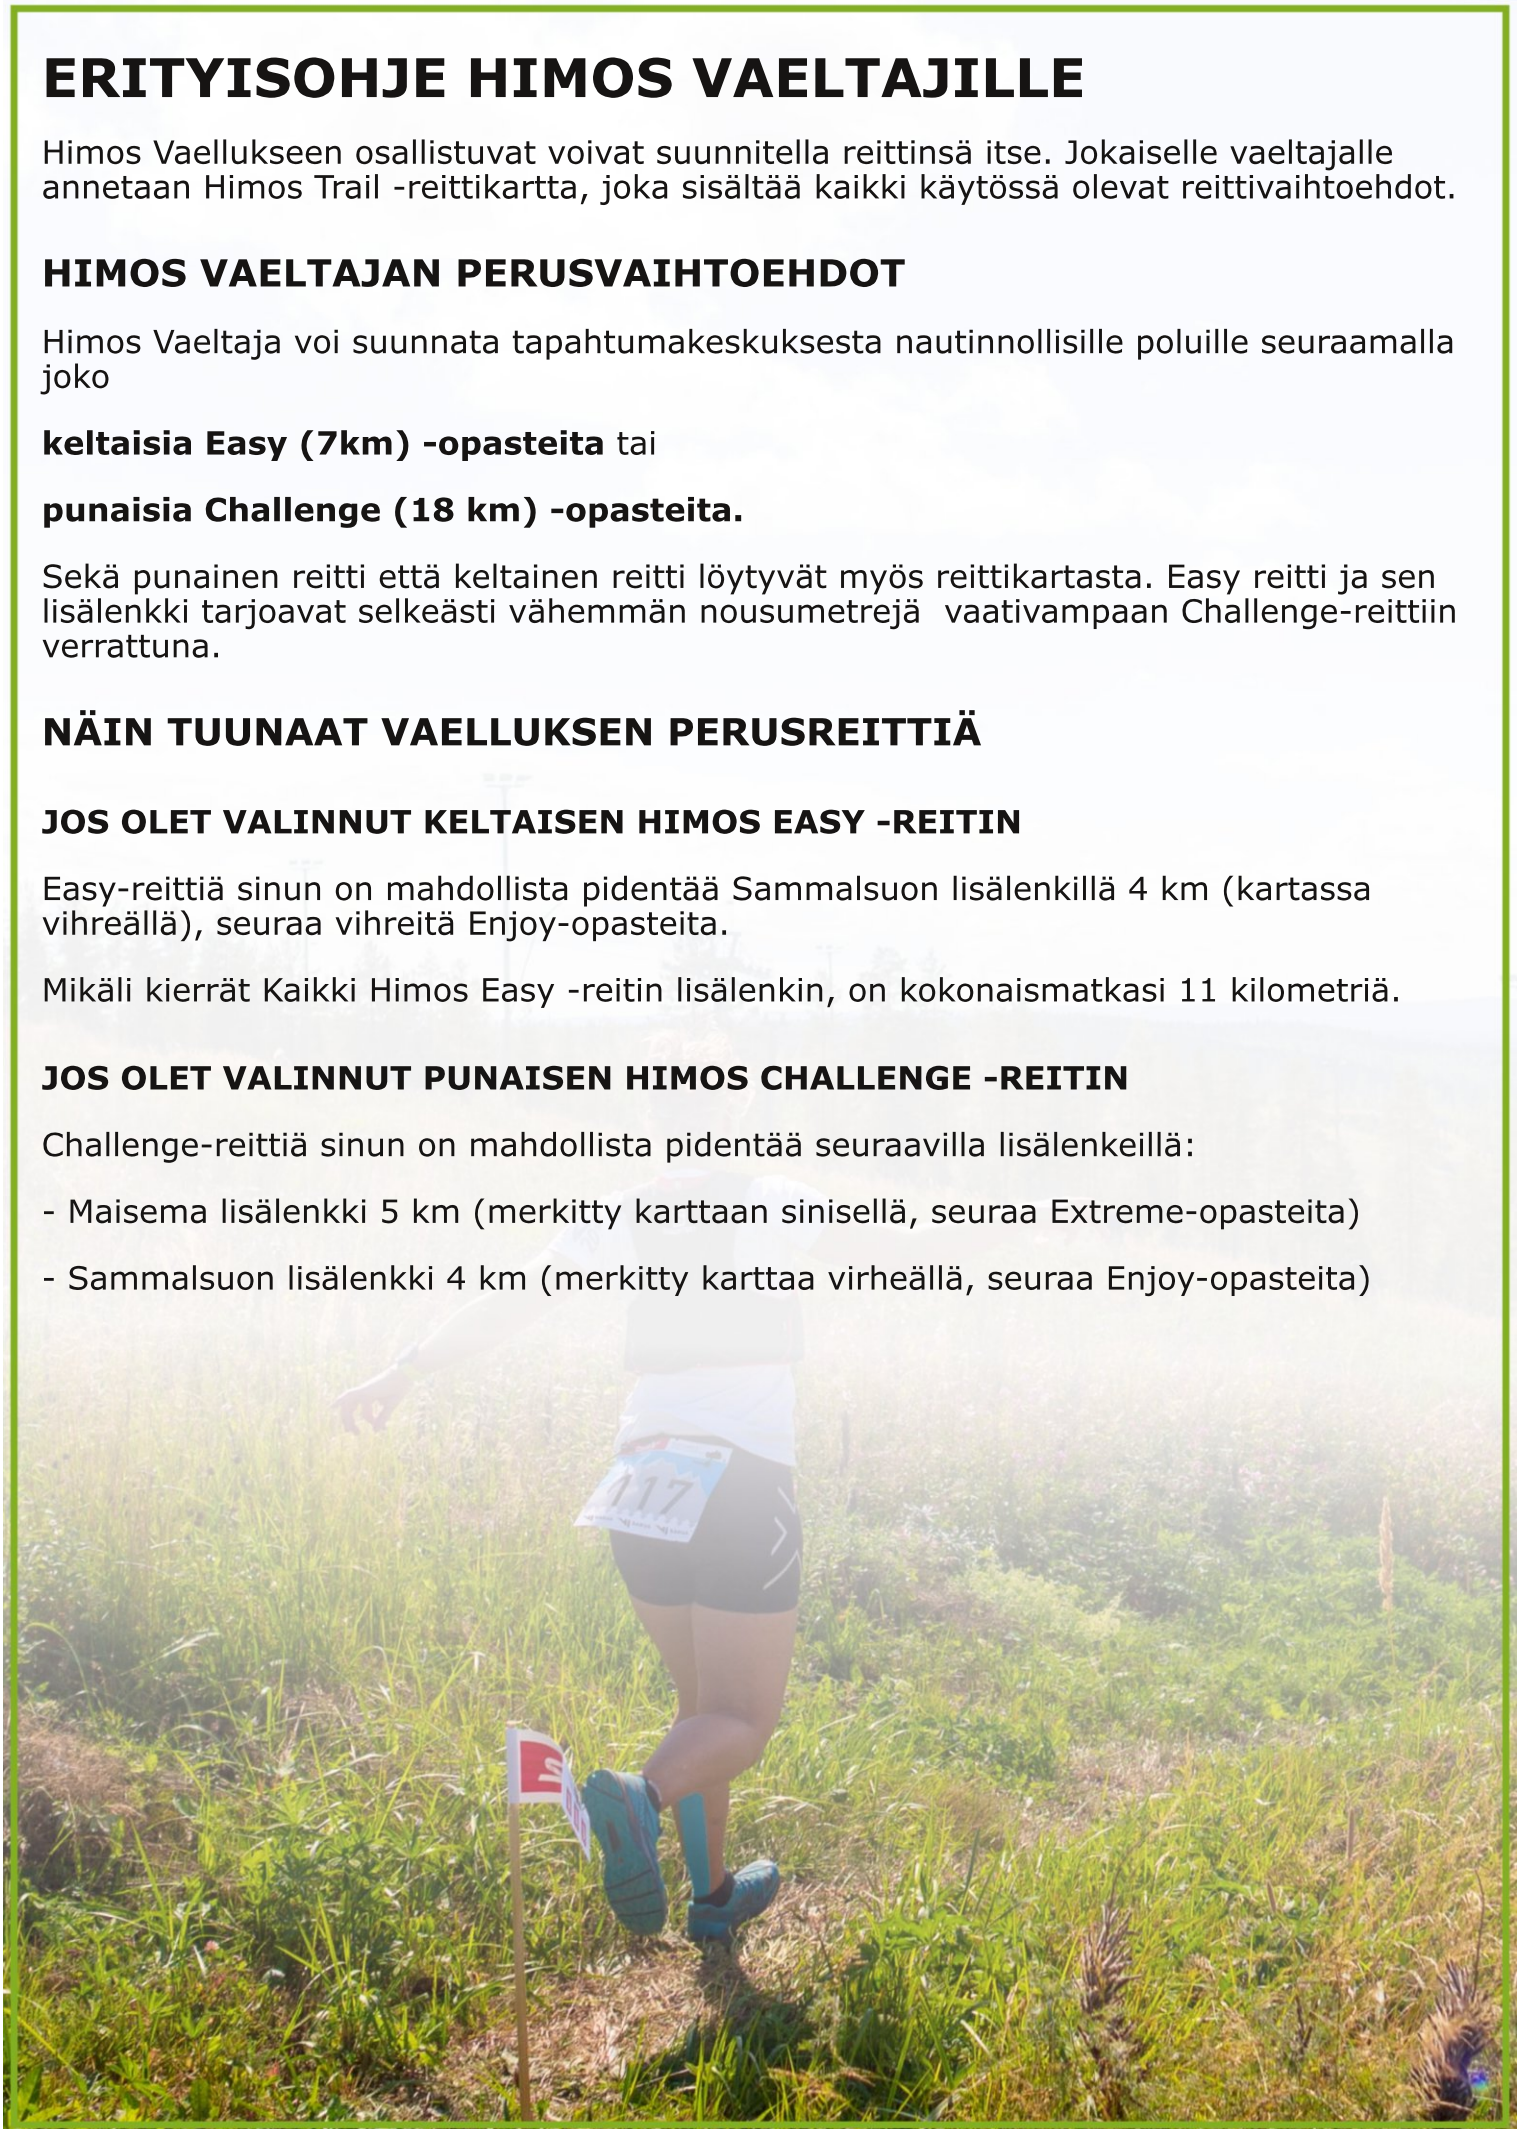 ERITYISOHJE HIMOS VAELTAJILLE
Himos Vaellukseen osallistuvat voivat suunnitella reittinsä itse. Jokaiselle vaeltajalle
annetaan Himos Trail -reittikartta, joka sisältää kaikki käytössä olevat reittivaihtoehdot.
HIMOS VAELTAJAN PERUSVAIHTOEHDOT
Himos Vaeltaja voi suunnata tapahtumakeskuksesta nautinnollisille poluille seuraamalla
joko
keltaisia Easy (7km) -opasteita tai
punaisia Challenge (18 km) -opasteita.
Sekä punainen reitti että keltainen reitti löytyvät myös reittikartasta. Easy reitti ja sen
lisälenkki tarjoavat selkeästi vähemmän nousumetrejä  vaativampaan Challenge-reittiin
verrattuna.
NÄIN TUUNAAT VAELLUKSEN PERUSREITTIÄ
JOS OLET VALINNUT KELTAISEN HIMOS EASY -REITIN
Easy-reittiä sinun on mahdollista pidentää Sammalsuon lisälenkillä 4 km (kartassa
vihreällä), seuraa vihreitä Enjoy-opasteita.
Mikäli kierrät Kaikki Himos Easy -reitin lisälenkin, on kokonaismatkasi 11 kilometriä.
JOS OLET VALINNUT PUNAISEN HIMOS CHALLENGE -REITIN
Challenge-reittiä sinun on mahdollista pidentää seuraavilla lisälenkeillä:
- Maisema lisälenkki 5 km (merkitty karttaan sinisellä, seuraa Extreme-opasteita)
- Sammalsuon lisälenkki 4 km (merkitty karttaa virheällä, seuraa Enjoy-opasteita)
117